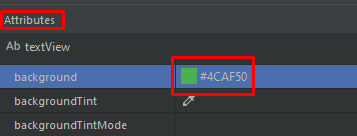 Attributes
Ab textView
background #4CAF50
backgroundTint
backgroundTintMode